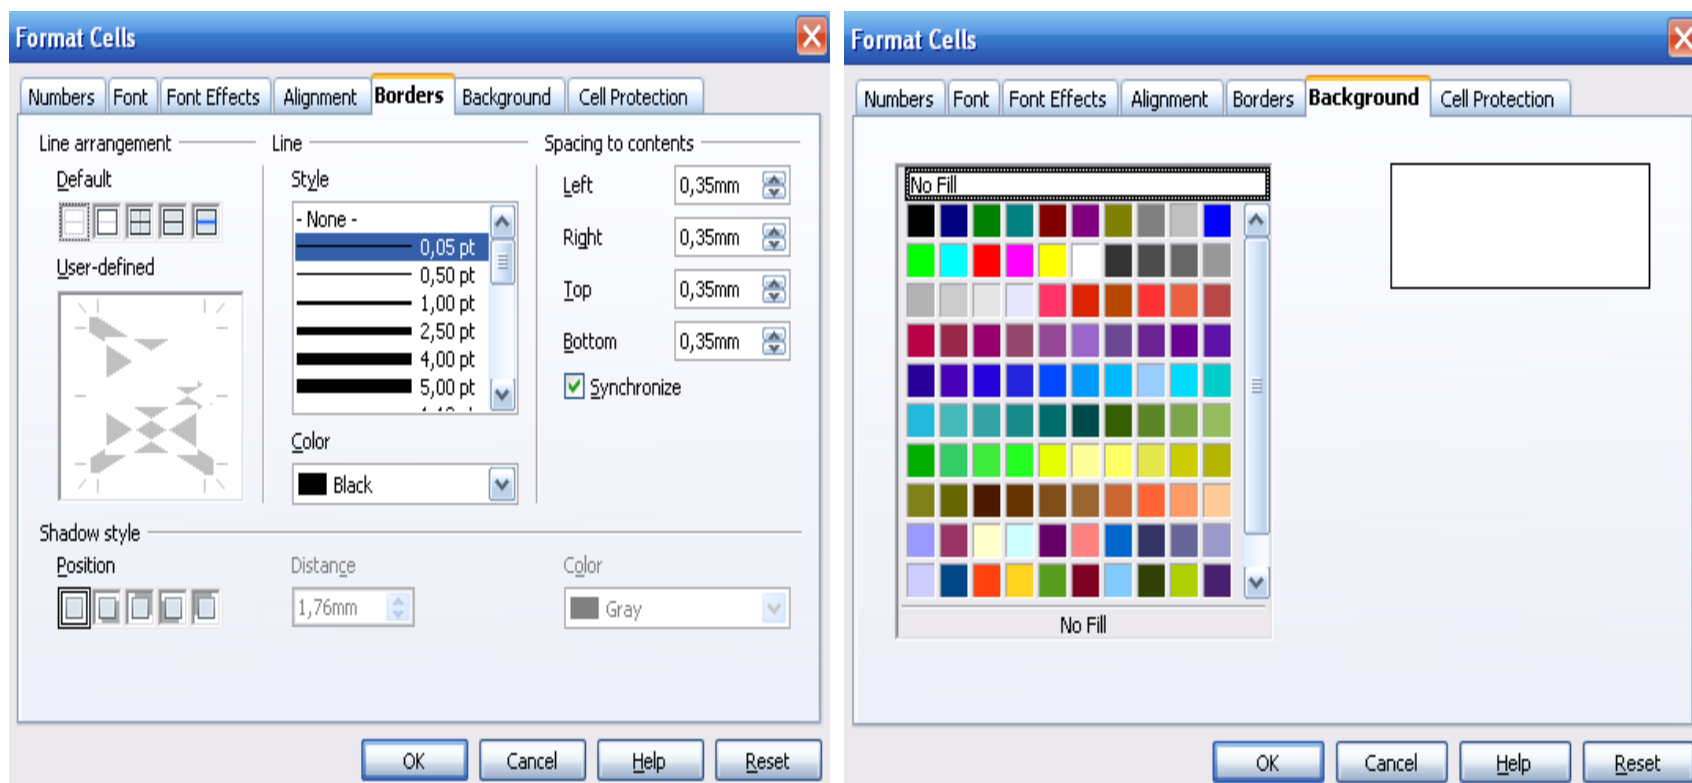 Format Cells
Numbers Font Font Effects Alignment Borders Background Cell Protection
Line arrangement Line Spacing to contents
Default Style
- None -
0,05 pt
0,50 pt
1,00 pt
2,50 pt
4,00 pt
5,00 pt
Left 0,35mm
Right 0,35mm
Top 0,35mm
Bottom 0,35mm
Synchronize
User-defined
Color
Black
Shadow style
Position Distance Color
1,76mm Gray
OK Cancel Help Reset
Format Cells
Numbers Font Font Effects Alignment Borders Background Cell Protection
No Fill
No Fill
OK Cancel Help Reset